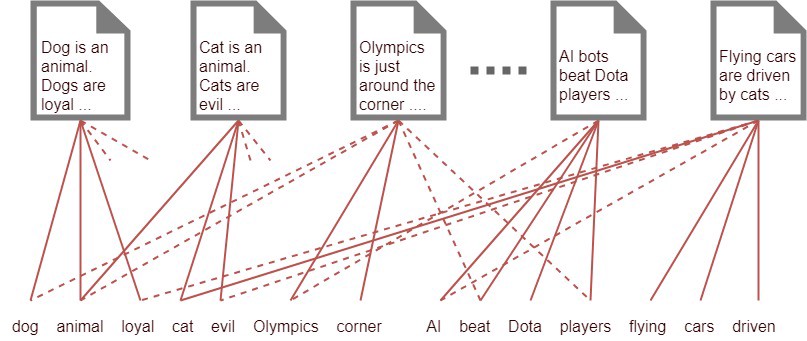 Dog is an
animal.
Dogs are
loyal ...
Cat is an
animal.
Cats are
evil ...
Olympics
is just
around the
corner ....
AI bots
beat Dota
players ...
Flying cars
are driven
by cats ...
dog animal loyal cat evil Olympics corner AI beat Dota players flying cars driven